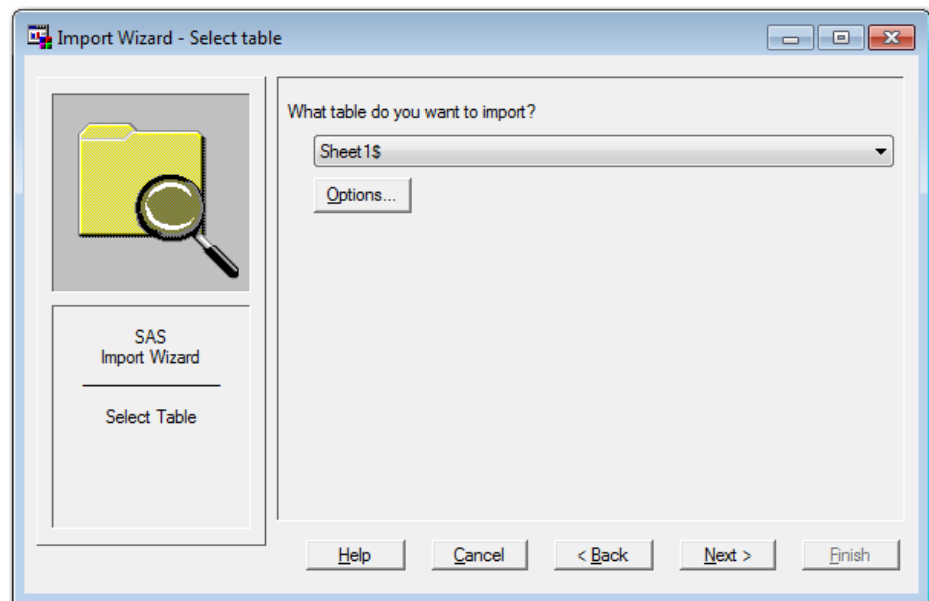 Import Wizard - Select table
What table do you want to import?
Sheet1$
Options...
SAS
Import Wizard
Select Table
Help Cancel < Back Next > Finish